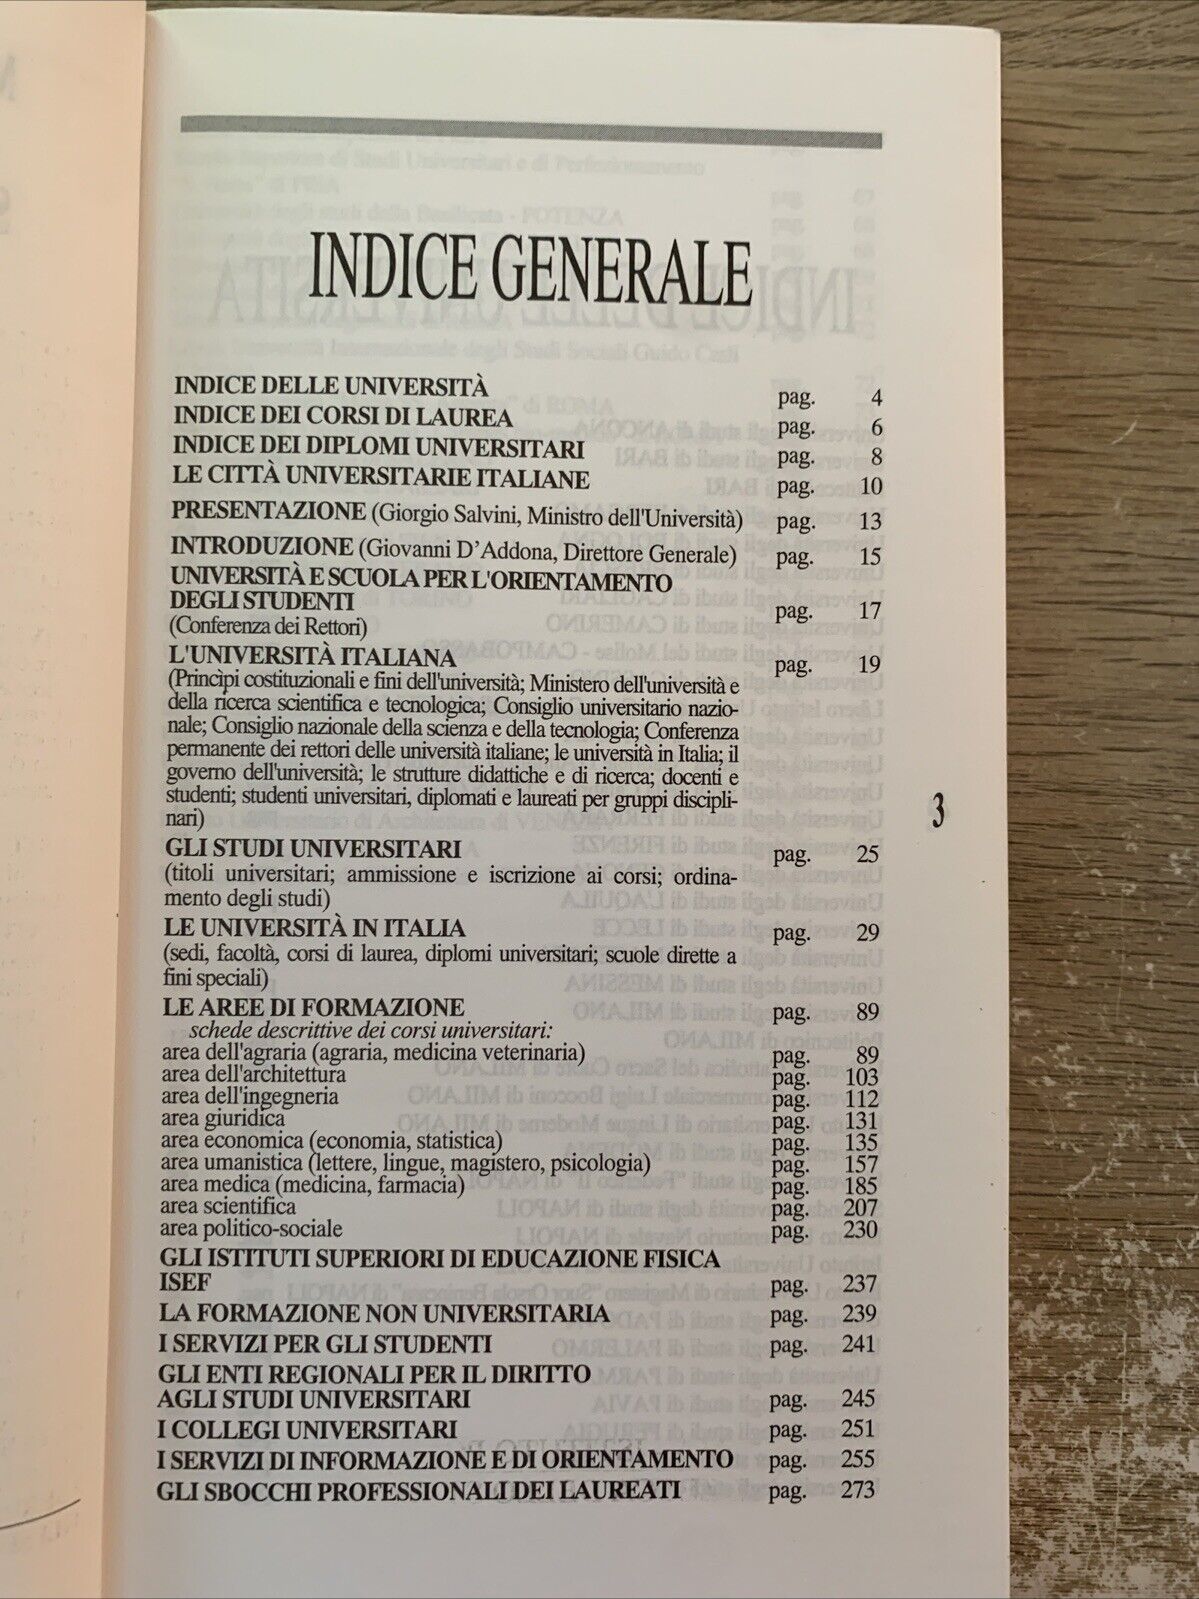 INDICE GENERALE
INDICE DELLE UNIVERSITÀ pag. 4
INDICE DEI CORSI DI LAUREA pag. 6
INDICE DEI DIPLOMI UNIVERSITARI pag. 8
LE CITTÀ UNIVERSITARIE ITALIANE pag. 10
PRESENTAZIONE (Giorgio Salvini, Ministro dell'Università) pag. 13
INTRODUZIONE (Giovanni D'Addona, Direttore Generale) pag. 15
UNIVERSITÀ E SCUOLA PER L'ORIENTAMENTO
DEGLI STUDENTI pag. 17
(Conferenza dei Rettori)
L'UNIVERSITÀ ITALIANA pag. 19
(Principi costituzionali e fini dell'università; Ministero dell'università e
della ricerca scientifica e tecnologica; Consiglio universitario nazio-
nale; Consiglio nazionale della scienza e della tecnologia; Conferenza
permanente dei rettori delle università italiane; le università in Italia; il
governo dell'università; le strutture didattiche e di ricerca; docenti e
studenti; studenti universitari, diplomati e laureati per gruppi discipli-
nari)
3
GLI STUDI UNIVERSITARI pag. 25
(titoli universitari; ammissione e iscrizione ai corsi; ordina-
mento degli studi)
LE UNIVERSITÀ IN ITALIA pag. 29
(sedi, facoltà, corsi di laurea, diplomi universitari; scuole dirette a
fini speciali)
LE AREE DI FORMAZIONE pag. 89
schede descrittive dei corsi universitari:
area dell'agraria (agraria, medicina veterinaria) pag. 89
area dell'architettura pag. 103
area dell'ingegneria pag. 112
area giuridica pag. 131
area economica (economia, statistica) pag. 135
area umanistica (lettere, lingue, magistero, psicologia) pag. 157
area medica (medicina, farmacia) pag. 185
area scientifica pag. 207
area politico-sociale pag. 230
GLI ISTITUTI SUPERIORI DI EDUCAZIONE FISICA
ISEF pag. 237
LA FORMAZIONE NON UNIVERSITARIA pag. 239
I SERVIZI PER GLI STUDENTI pag. 241
GLI ENTI REGIONALI PER IL DIRITTO
AGLI STUDI UNIVERSITARI pag. 245
I COLLEGI UNIVERSITARI pag. 251
I SERVIZI DI INFORMAZIONE E DI ORIENTAMENTO pag. 255
GLI SBOCCHI PROFESSIONALI DEI LAUREATI pag. 273